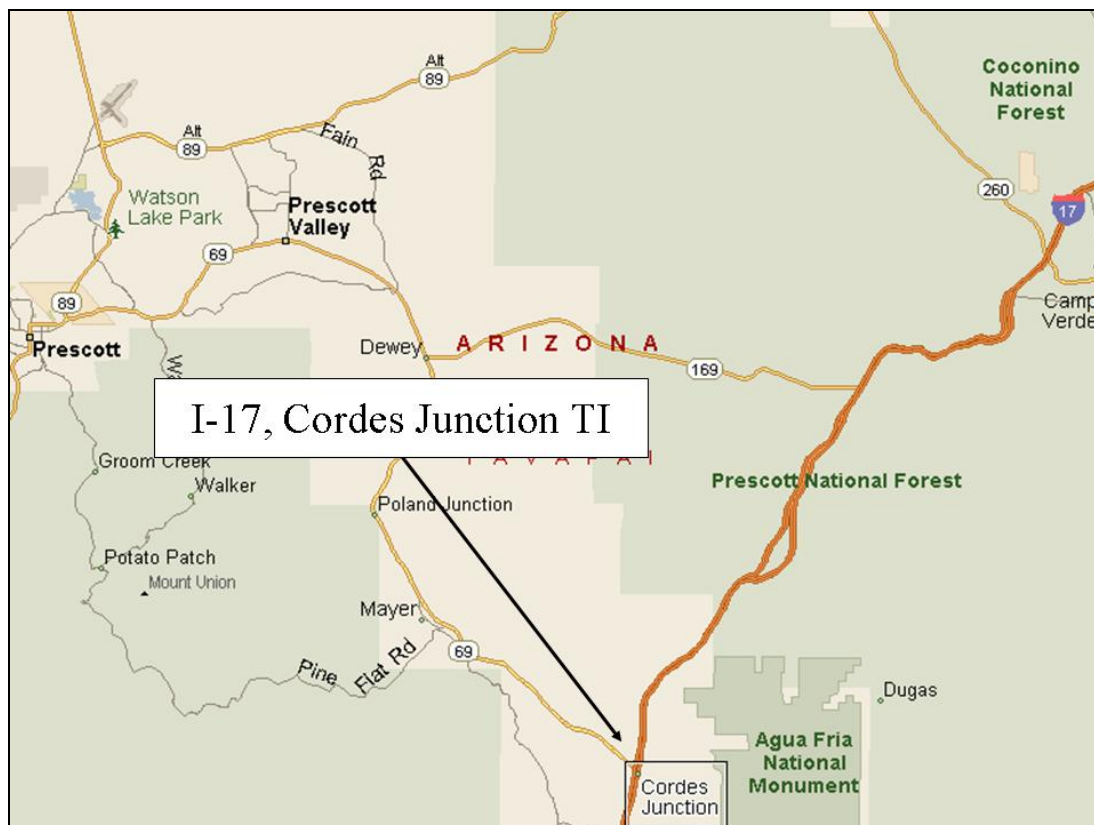 Coconino
National
Forest
Alt
89
Alt
89
Fain
Rd
260
17
Watson
Lake Park
Prescott
Valley
69
89
Camp
Verde
Prescott
Dewey
ARIZONA
169
I-17, Cordes Junction TI
Groom Creek
Walker
Prescott National Forest
Poland Junction
Potato Patch
Mount Union
Mayer
69
Pine
Flat Rd
Dugas
Agua Fria
National
Monument
Cordes
Junction